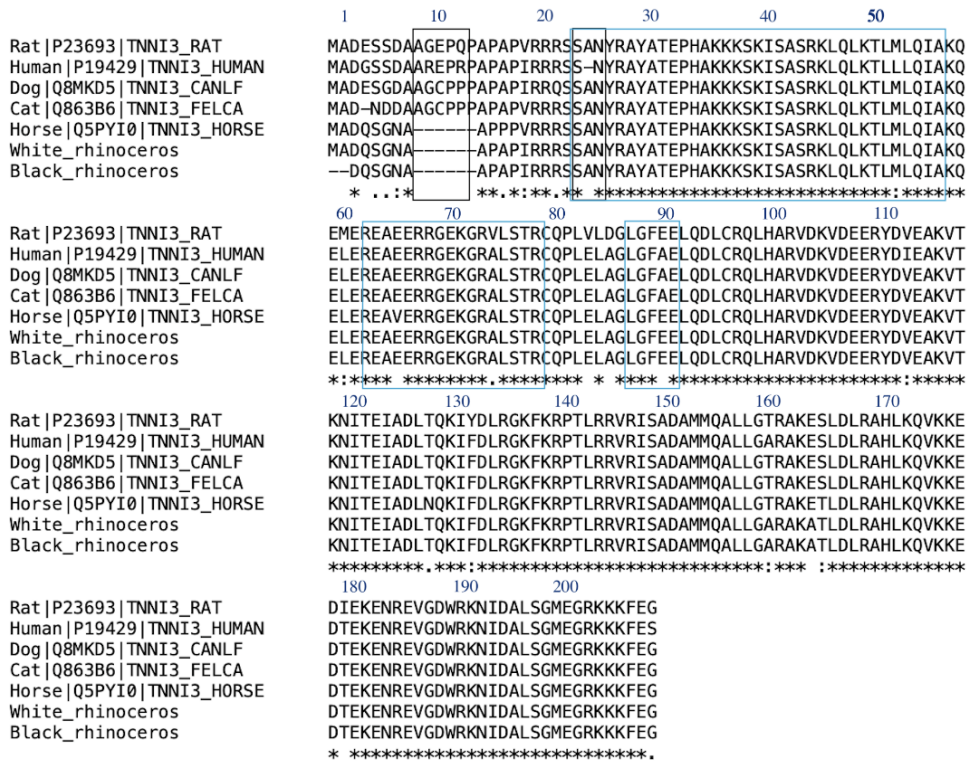 1 10 20 30 40 50
Rat|P23693|TNNI3_RAT MADESSDAAGEPQPAPAPVRRRSSANYRAYATEPHAKKKSKISASRKLQLKTLMLQIAKQ
Human|P19429|TNNI3_HUMAN MADGSSDAAREPRPAPAPIRRRSS-NYRAYATEPHAKKKSKISASRKLQLKTLLLQIAKQ
Dog|Q8MKD5|TNNI3_CANLF MADESGDAAGCPPPAPAPIRRQSSANYRAYATEPHAKKKSKISASRKLQLKTLMLQIAKQ
Cat|Q863B6|TNNI3_FELCA MAD-NDDAAGCPPPAPAPVRRRSSANYRAYATEPHAKKKSKISASRKLQLKTLMLQIAKQ
Horse|Q5PYI0|TNNI3_HORSE MADQSGNA------APPPVRRRSSANYRAYATEPHAKKKSKISASRKLQLKTLMLQIAKQ
White_rhinoceros MADQSGNA------APAPIRRRSSANYRAYATEPHAKKKSKISASRKLQLKTLMLQIAKQ
Black_rhinoceros --DQSGNA------APAPIRRRSSANYRAYATEPHAKKKSKISASRKLQLKTLMLQIAKQ
* ..:* **.*:**.** ****************************:******
60 70 80 90 100 110
Rat|P23693|TNNI3_RAT EMEREAEERRGEKGRVLSTRCQPLVLDGLGFEELQDLCRQLHARVDKVDEERYDVEAKVT
Human|P19429|TNNI3_HUMAN ELEREAEERRGEKGRALSTRCQPLELAGLGFAELQDLCRQLHARVDKVDEERYDIEAKVT
Dog|Q8MKD5|TNNI3_CANLF ELEREAEERRGEKGRALSTRCQPLELAGLGFAELQDLCRQLHARVDKVDEERYDVEAKVT
Cat|Q863B6|TNNI3_FELCA ELEREAEERRGEKGRALSTRCQPLELAGLGFAELQDLCRQLHARVDKVDEERYDVEAKVT
Horse|Q5PYI0|TNNI3_HORSE ELEREAVERRGEKGRALSTRCQPLELAGLGFAELQDLCRQLHARVDKVDEERYDVEAKVT
White_rhinoceros ELEREAEERRGEKGRALSTRCQPLELAGLGFEELQDLCRQLHARVDKVDEERYDVEAKVT
Black_rhinoceros ELEREAEERRGEKGRALSTRCQPLELAGLGFEELQDLCRQLHARVDKVDEERYDVEAKVT
*:**** ********.******** * **** **********************:*****
120 130 140 150 160 170
Rat|P23693|TNNI3_RAT KNITEIADLTQKIYDLRGKFKRPTLRRVRISADAMMQALLGTRAKESLDLRAHLKQVKKE
Human|P19429|TNNI3_HUMAN KNITEIADLTQKIFDLRGKFKRPTLRRVRISADAMMQALLGARAKESLDLRAHLKQVKKE
Dog|Q8MKD5|TNNI3_CANLF KNITEIADLTQKIFDLRGKFKRPTLRRVRISADAMMQALLGTRAKESLDLRAHLKQVKKE
Cat|Q863B6|TNNI3_FELCA KNITEIADLTQKIFDLRGKFKRPTLRRVRISADAMMQALLGTRAKESLDLRAHLKQVKKE
Horse|Q5PYI0|TNNI3_HORSE KNITEIADLNQKIFDLRGKFKRPTLRRVRISADAMMQALLGTRAKETLDLRAHLKQVKKE
White_rhinoceros KNITEIADLTQKIFDLRGKFKRPTLRRVRISADAMMQALLGARAKATLDLRAHLKQVKKE
Black_rhinoceros KNITEIADLTQKIFDLRGKFKRPTLRRVRISADAMMQALLGARAKATLDLRAHLKQVKKE
*********.***:***************************:*** :*************
180 190 200
Rat|P23693|TNNI3_RAT DIEKENREVGDWRKNIDALSGMEGRKKKFEG
Human|P19429|TNNI3_HUMAN DTEKENREVGDWRKNIDALSGMEGRKKKFES
Dog|Q8MKD5|TNNI3_CANLF DTEKENREVGDWRKNIDALSGMEGRKKKFEG
Cat|Q863B6|TNNI3_FELCA DTEKENREVGDWRKNIDALSGMEGRKKKFEG
Horse|Q5PYI0|TNNI3_HORSE DTEKENREVGDWRKNIDALSGMEGRKKKFEG
White_rhinoceros DTEKENREVGDWRKNIDALSGMEGRKKKFEG
Black_rhinoceros DTEKENREVGDWRKNIDALSGMEGRKKKFEG
* ****************************.